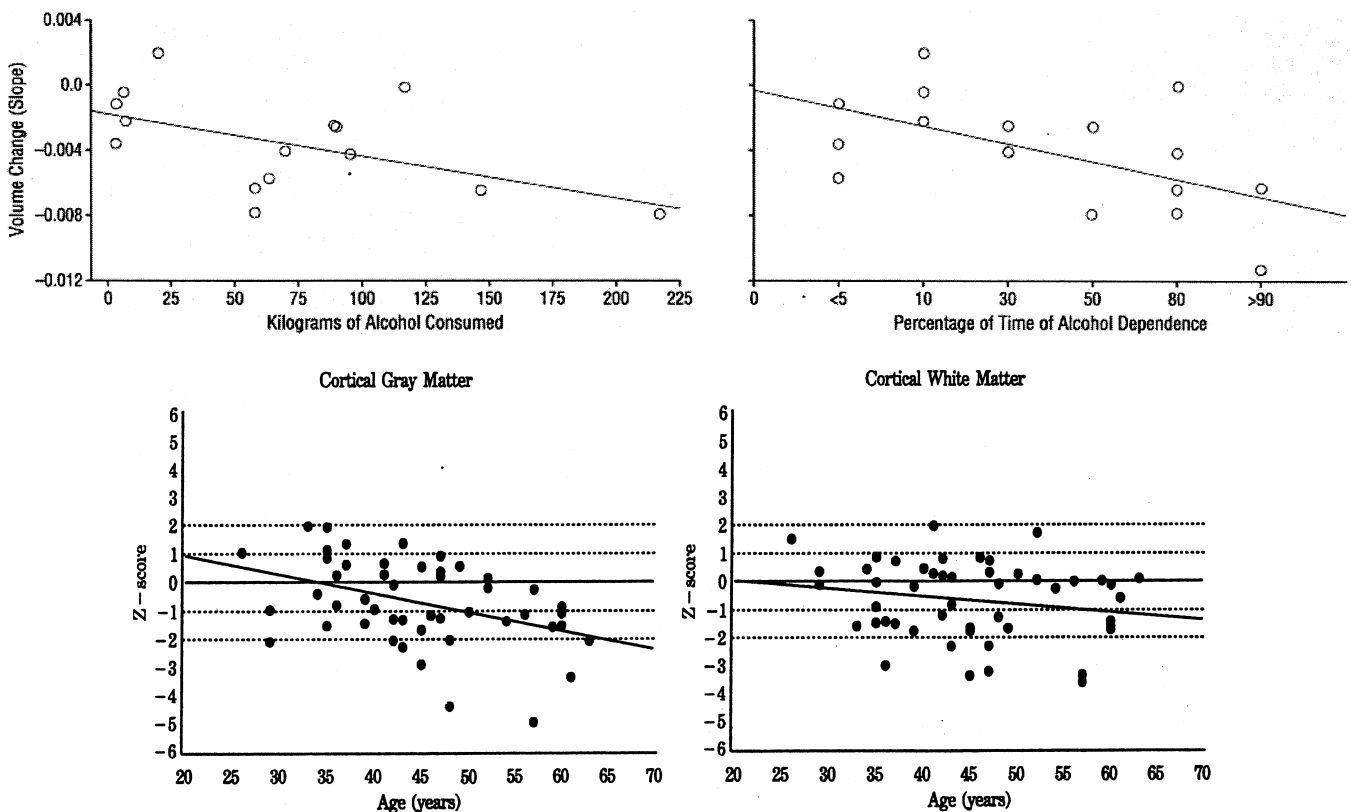 0.004
0.0
−0.004
−0.008
−0.012
Volume Change (Slope)
0 25 50 75 100 125 150 175 200 225
Kilograms of Alcohol Consumed
0 <5 10 30 50 80 >90
Percentage of Time of Alcohol Dependence
Cortical Gray Matter
6
5
4
3
2
1
0
−1
−2
−3
−4
−5
−6
Z−score
20 25 30 35 40 45 50 55 60 65 70
Age (years)
Cortical White Matter
6
5
4
3
2
1
0
−1
−2
−3
−4
−5
−6
Z−score
20 25 30 35 40 45 50 55 60 65 70
Age (years)